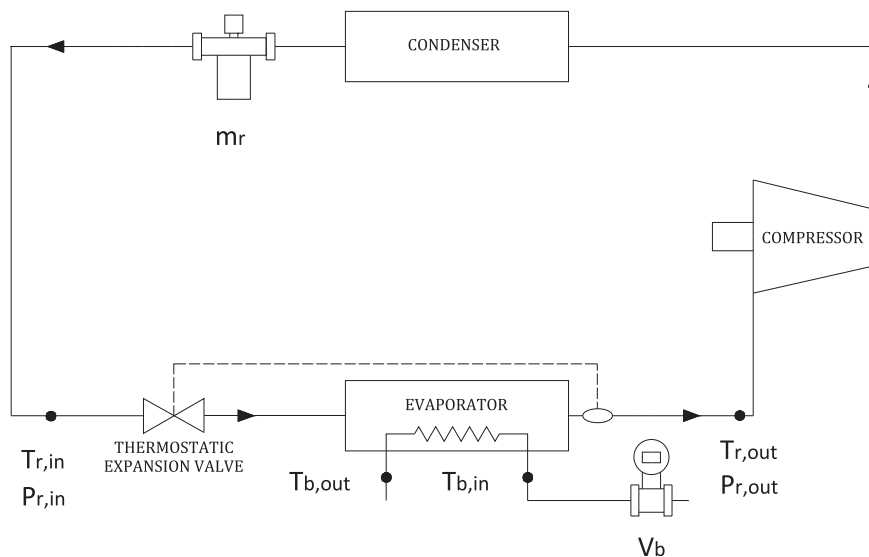 CONDENSER
mr
COMPRESSOR
EVAPORATOR
THERMOSTATIC
EXPANSION VALVE
Tr,in
Pr,in
Tb,out
Tb,in
Tr,out
Pr,out
Vb